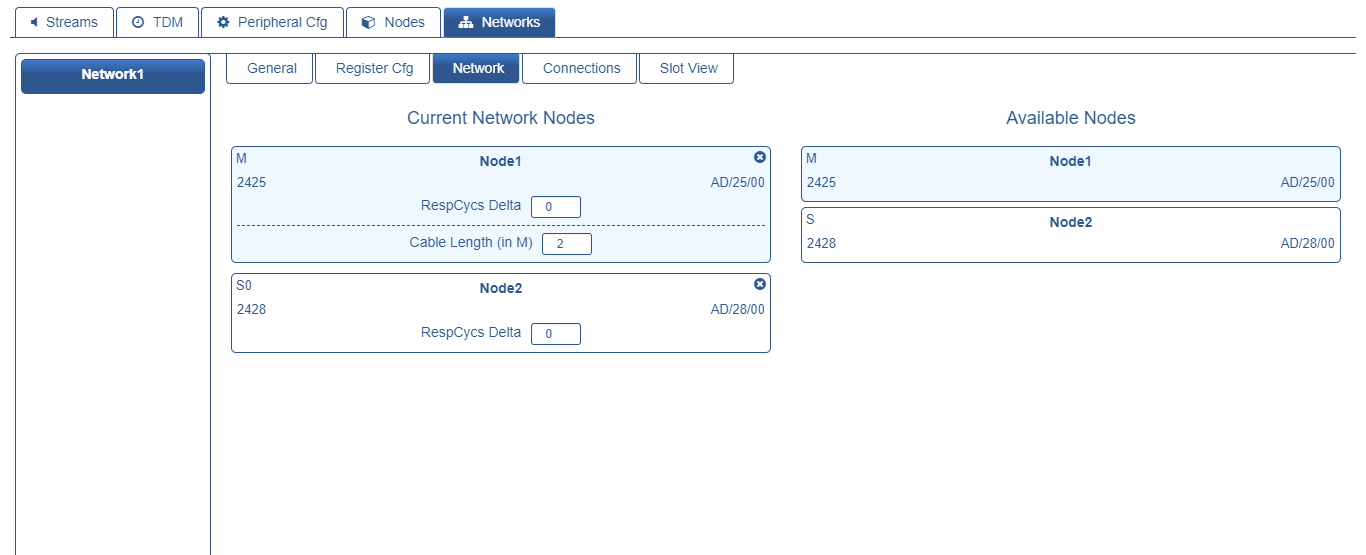 Streams TDM Peripheral Cfg Nodes Networks
Network1
General Register Cfg Network Connections Slot View
Current Network Nodes
M Node1
2425 AD/25/00
RespCycs Delta 0
Cable Length (in M) 2
S0 Node2
2428 AD/28/00
RespCycs Delta 0
Available Nodes
M Node1
2425 AD/25/00
S Node2
2428 AD/28/00